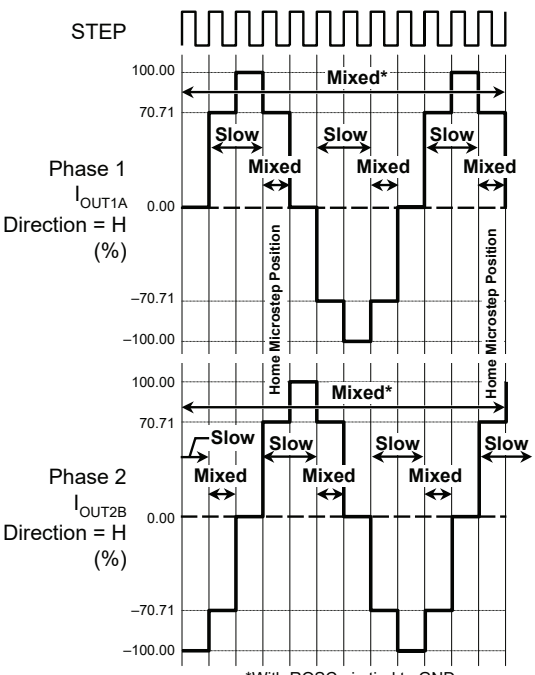 STEP
100.00
Mixed*
70.71
Slow
Slow
Slow
Mixed
Mixed
Mixed
Phase 1
IOUT1A
Direction = H
(%)
0.00
Home Microstep Position
Home Microstep Position
–70.71
–100.00
100.00
Mixed*
70.71
Slow
Slow
Slow
Slow
Mixed
Mixed
Mixed
Phase 2
IOUT2B
Direction = H
(%)
0.00
–70.71
–100.00